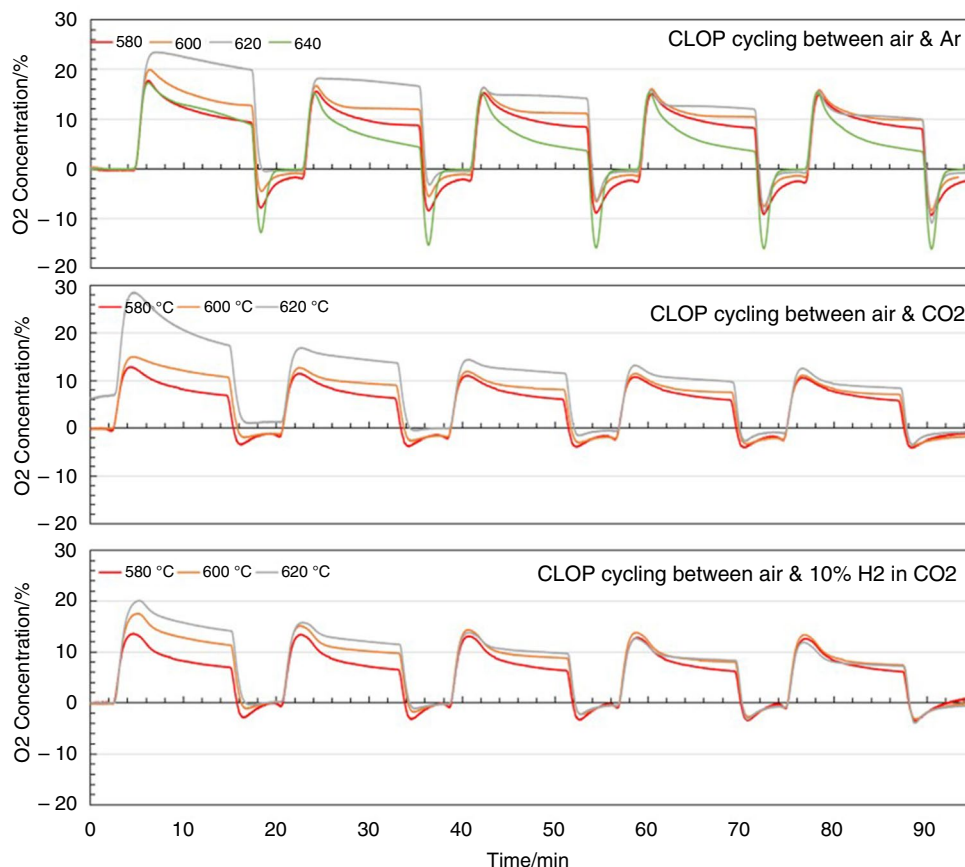 30
580 600 620 640
CLOP cycling between air & Ar
20
10
0
– 10
– 20
O2 Concentration/%
30
580 °C 600 °C 620 °C
CLOP cycling between air & CO2
20
10
0
– 10
– 20
O2 Concentration/%
30
580 °C 600 °C 620 °C
CLOP cycling between air & 10% H2 in CO2
20
10
0
– 10
– 20
O2 Concentration/%
0 10 20 30 40 50 60 70 80 90
Time/min